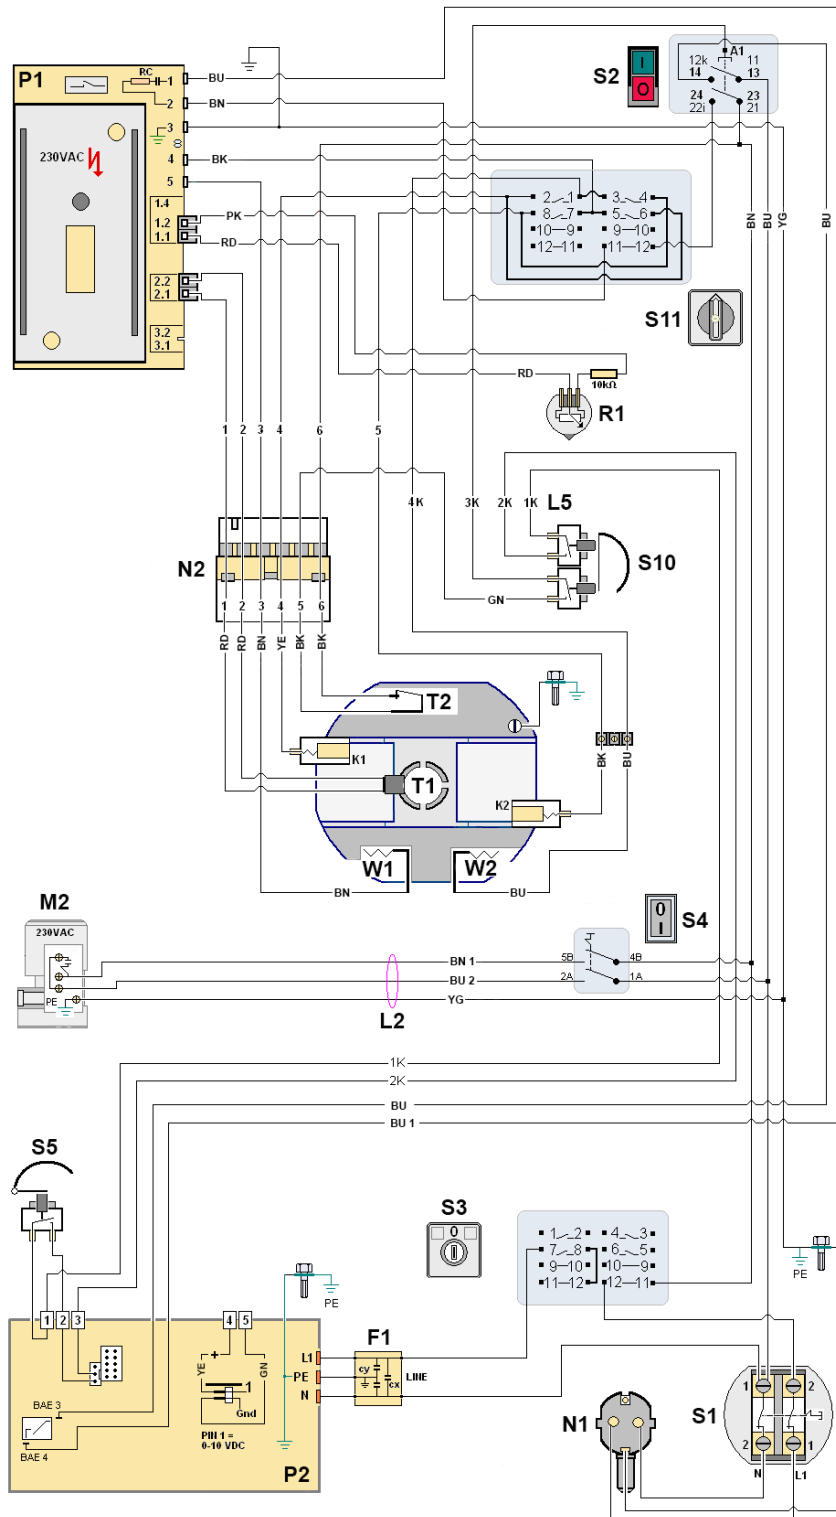 P1
RC
1
BU
2
BN
3
8
230VAC
4
BK
5
1.4
1.2
PK
1.1
RD
2.2
2.1
3.2
3.1
S2
I
O
A1
12k
11
14
13
24
23
22i
21
2 1 3 4
8 7 5 6
10 9 9 10
12 11 11 12
BN
BU
YG
BU
S11
RD
10kΩ
R1
1 2 3 4 6 5
4K 3K 2K 1K
L5
N2
S10
GN
1 2 3 4 5 6
RD RD BN YE BK BK
T2
K1
T1
K2
BK
BU
W1
W2
BN
BU
M2
230VAC
PE
0
I
S4
BN 1
5B
4B
BU 2
2A
1A
YG
L2
1K
2K
BU
BU 1
S5
S3
0
1 2 4 3
7 8 6 5
9 10 10 9
11 12 12 11
PE
PE
1 2 3 4 5
YE
+
-
GN
1
Gnd
PIN 1 =
0-10 VDC
BAE 3
BAE 4
P2
L1
PE
N
F1
cy
cx
LINE
N1
S1
1
2
2
1
N
L1